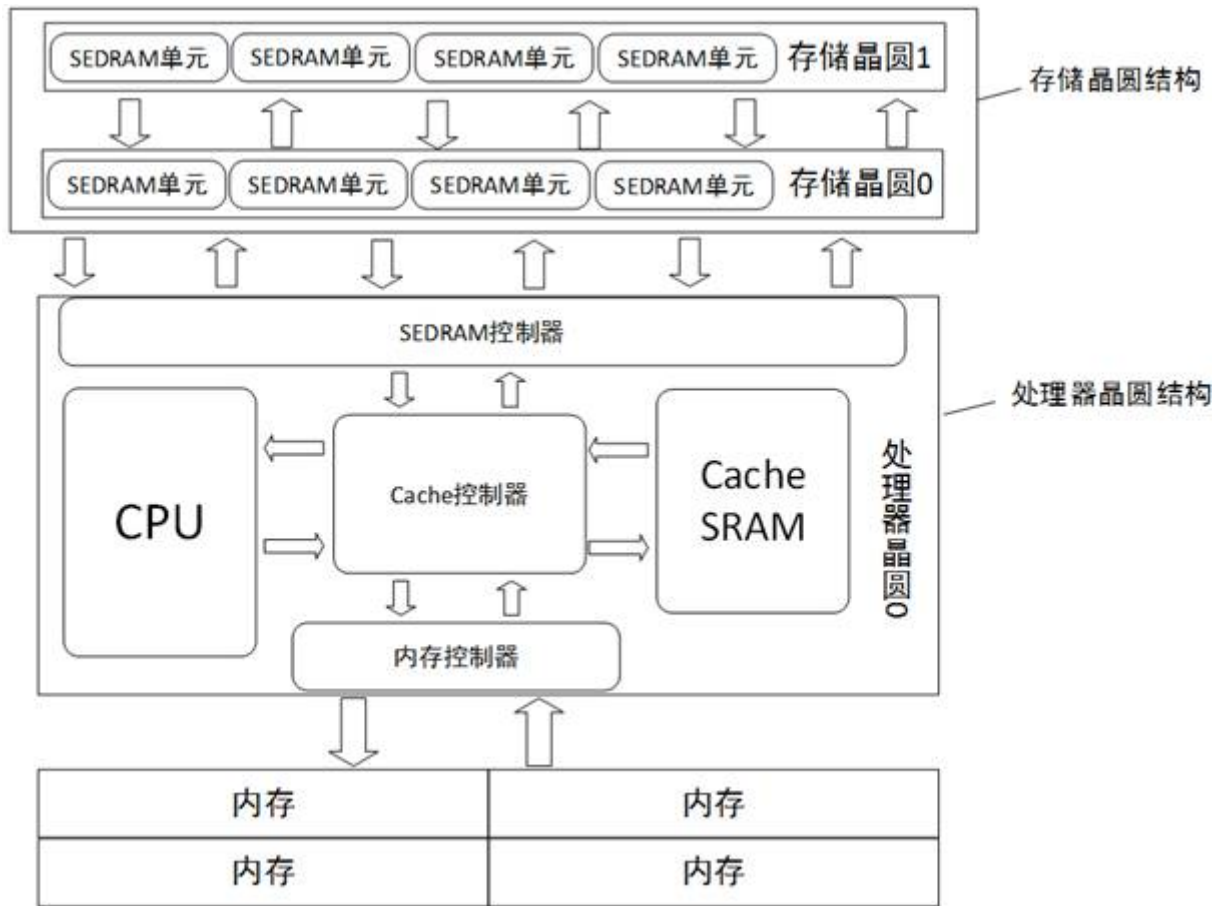 SEDRAM单元 SEDRAM单元 SEDRAM单元 SEDRAM单元 存储晶圆1
存储晶圆结构
SEDRAM单元 SEDRAM单元 SEDRAM单元 SEDRAM单元 存储晶圆0
SEDRAM控制器
处理器晶圆结构
CPU
Cache控制器
Cache
SRAM
处理器晶圆0
内存控制器
内存 内存
内存 内存